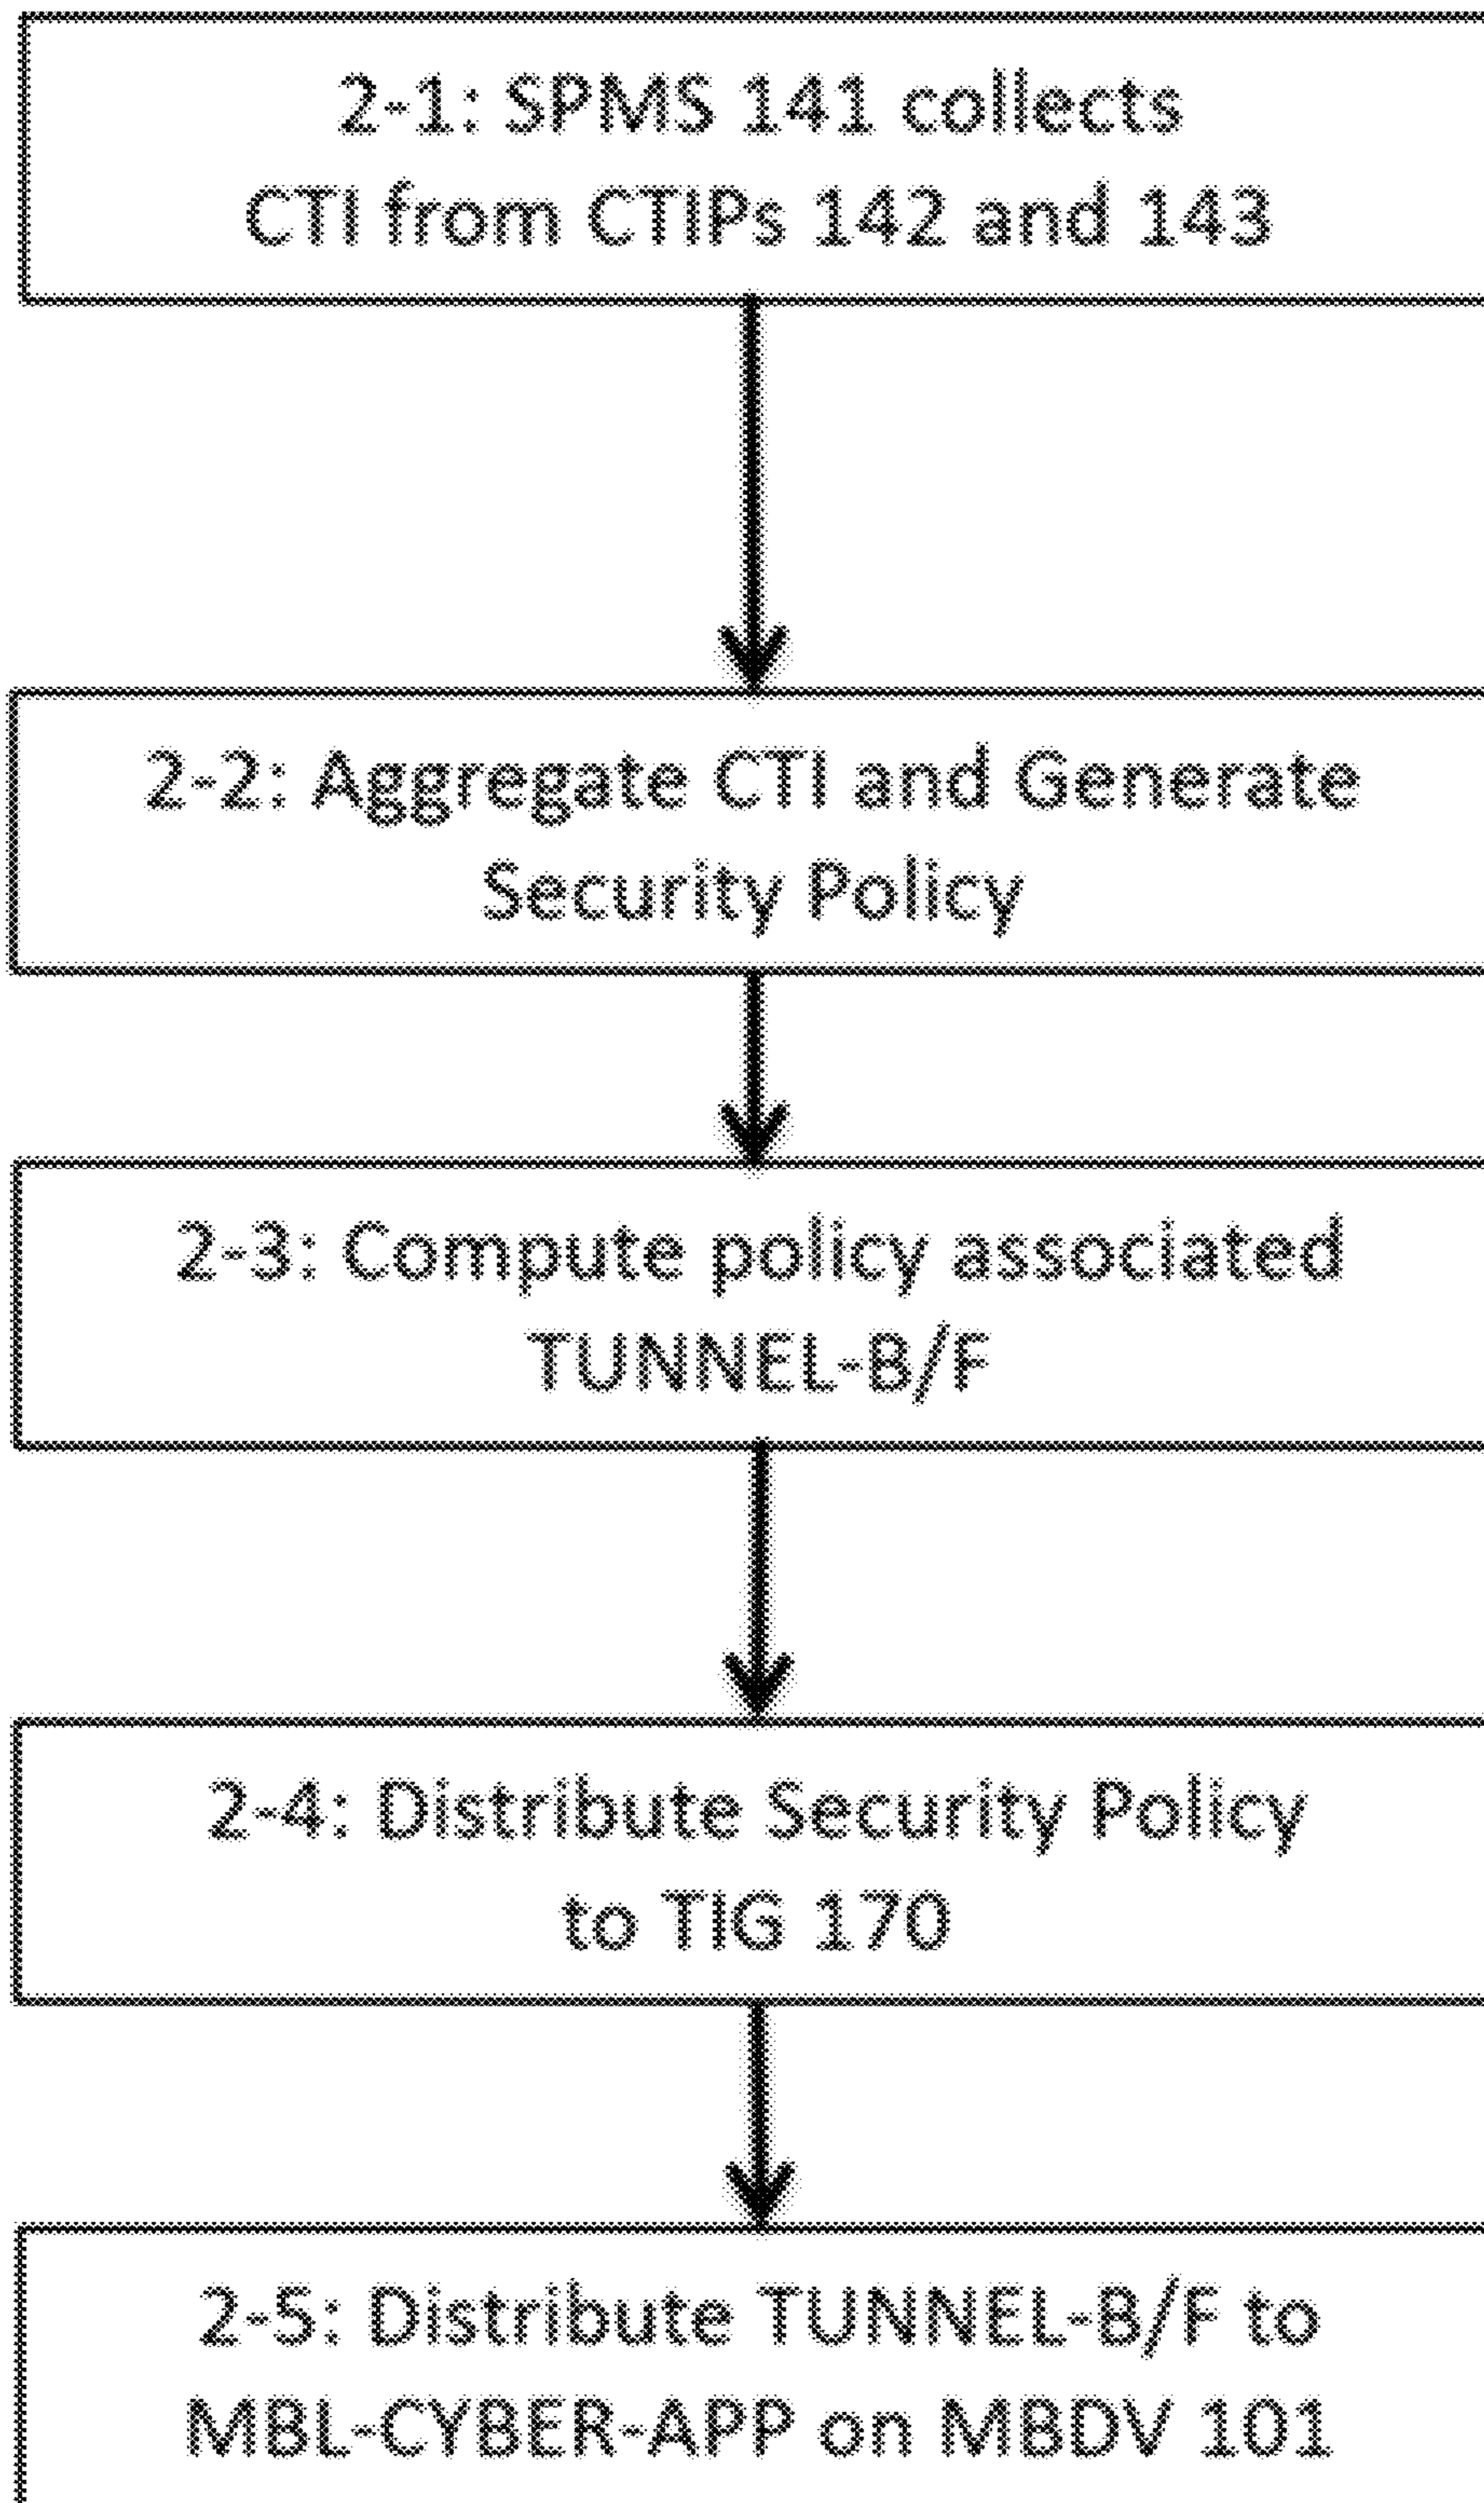 2-1: SPMS 141 collects
CTI from CTIPs 142 and 143
2-2: Aggregate CTI and Generate
Security Policy
2-3: Compute policy associated
TUNNEL-B/F
2-4: Distribute Security Policy
to TIG 170
2-5: Distribute TUNNEL-B/F to
MBL-CYBER-APP on MBDV 101